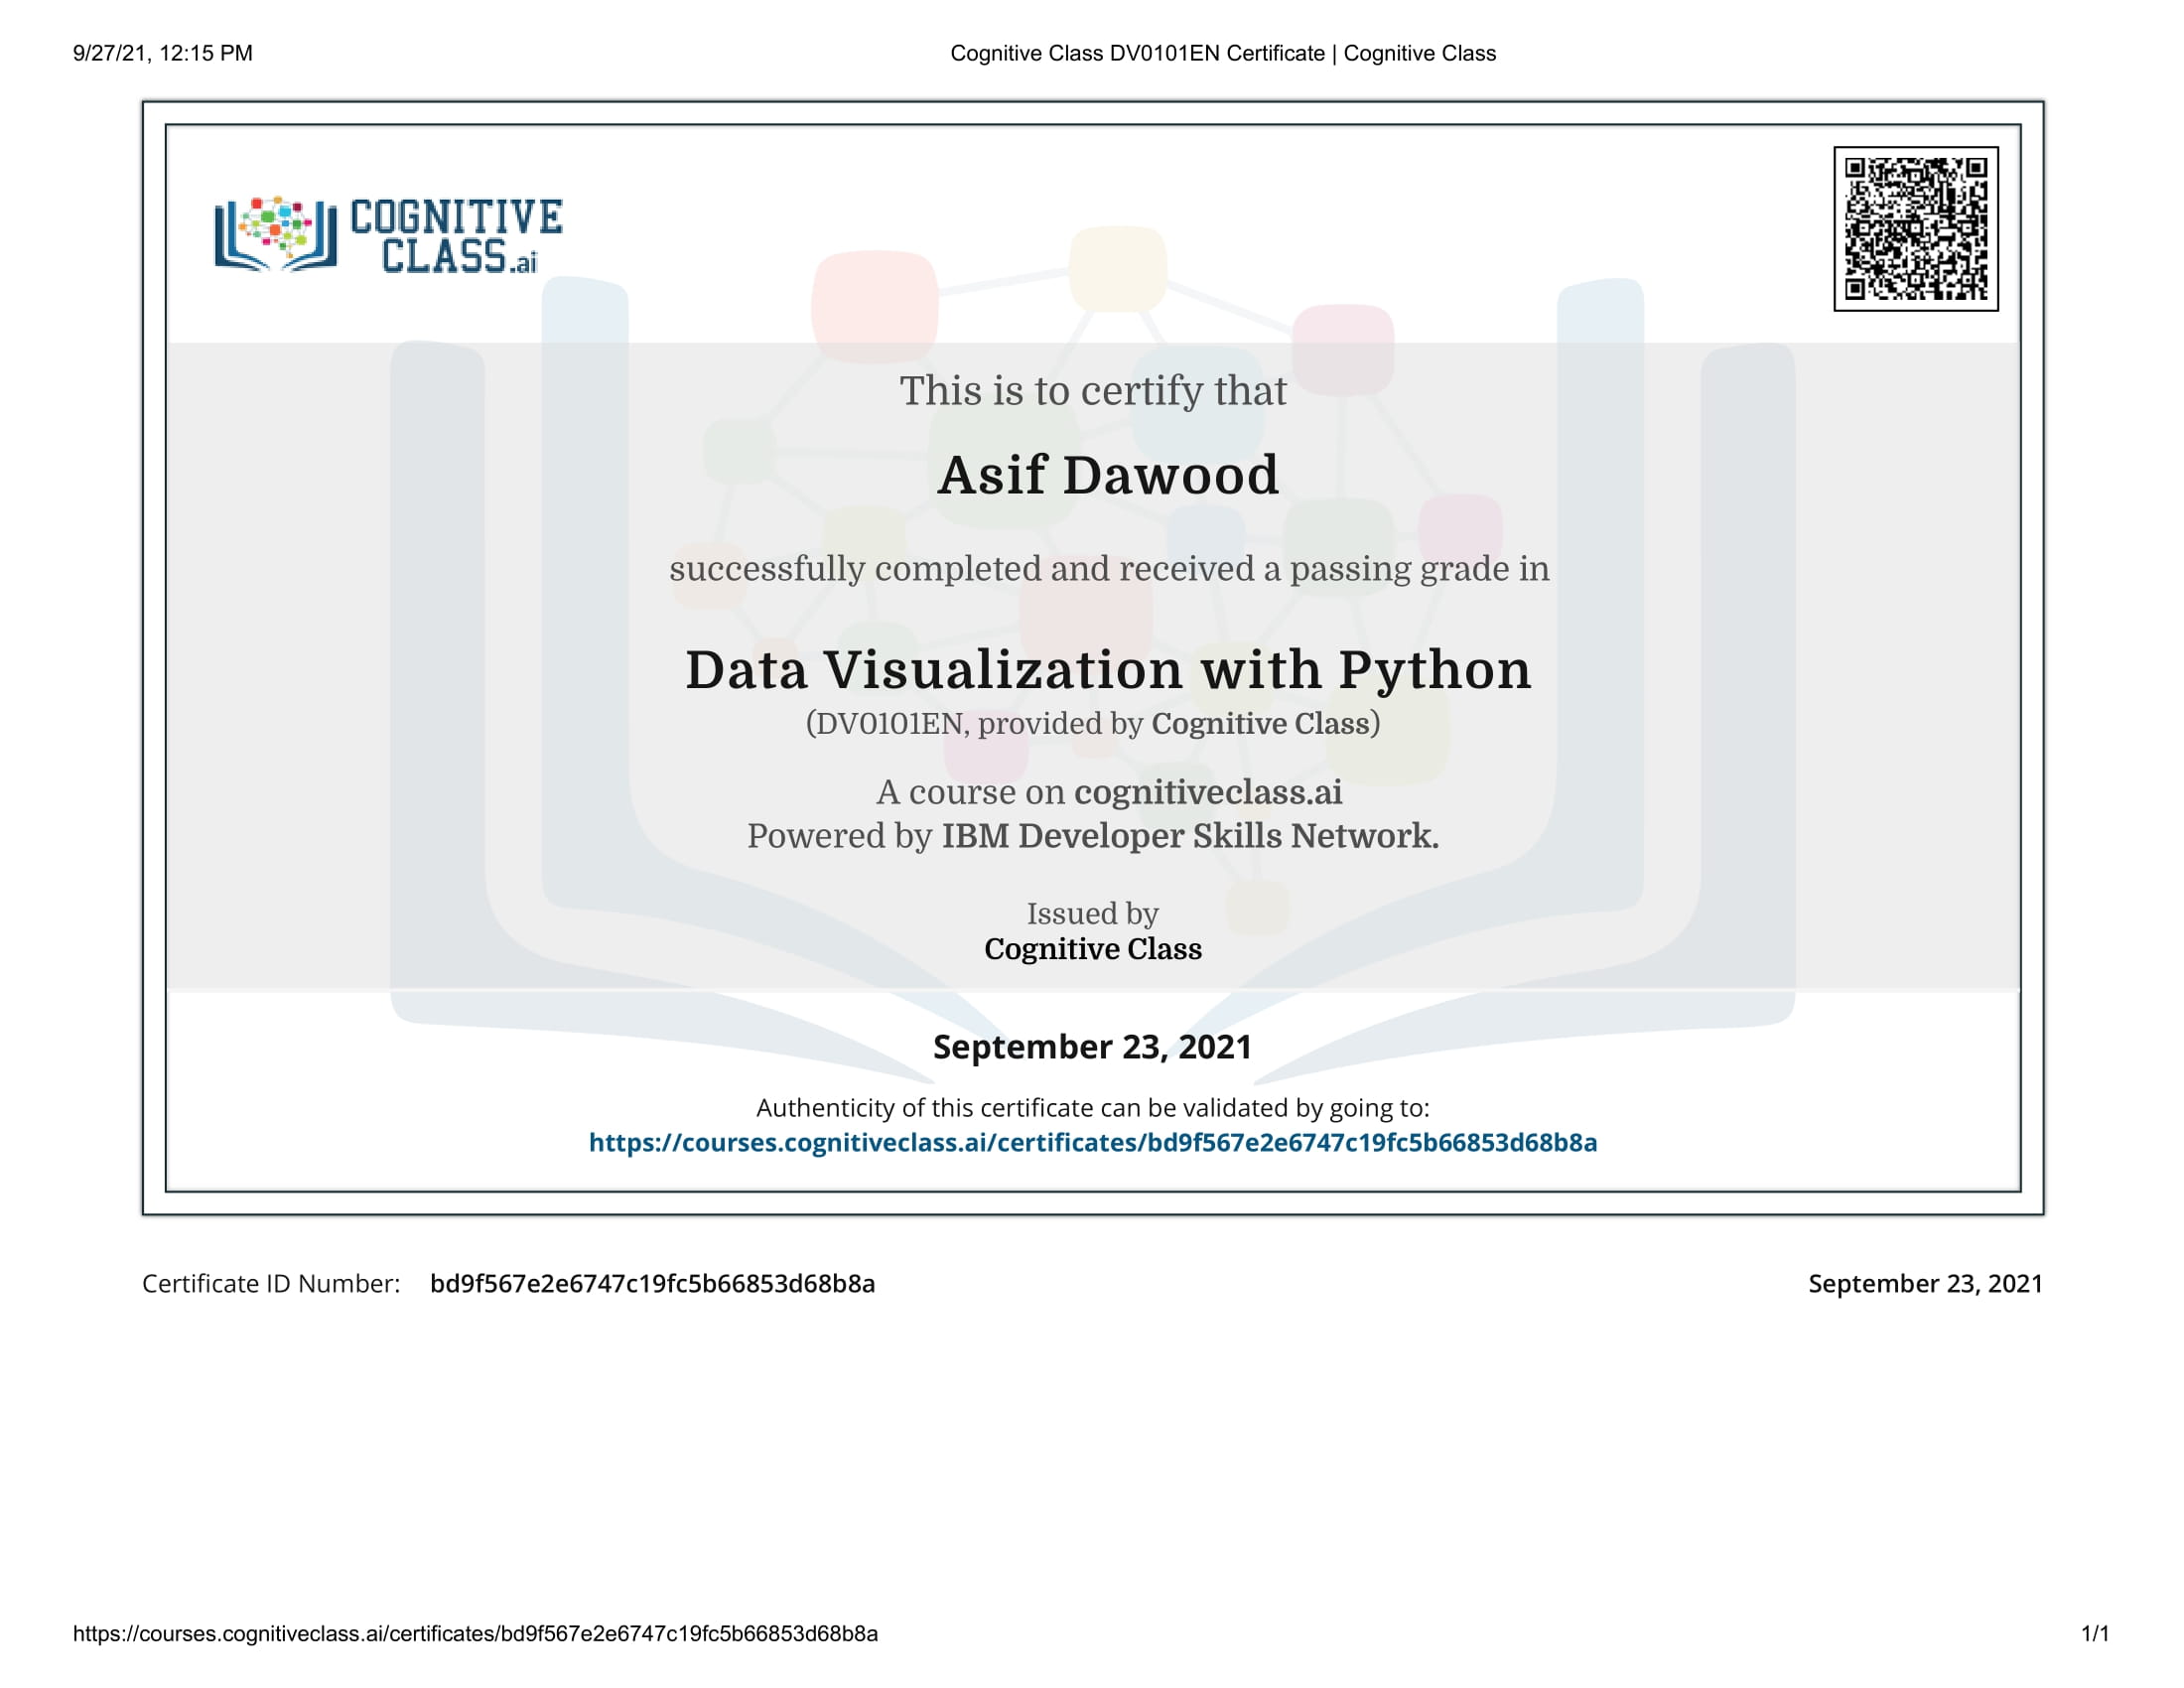 9/27/21, 12:15 PM
Cognitive Class DV0101EN Certificate | Cognitive Class
COGNITIVE
CLASS.ai
This is to certify that
Asif Dawood
successfully completed and received a passing grade in
Data Visualization with Python
(DV0101EN, provided by Cognitive Class)
A course on cognitiveclass.ai
Powered by IBM Developer Skills Network.
Issued by
Cognitive Class
September 23, 2021
Authenticity of this certificate can be validated by going to:
https://courses.cognitiveclass.ai/certificates/bd9f567e2e6747c19fc5b66853d68b8a
Certificate ID Number: bd9f567e2e6747c19fc5b66853d68b8a
September 23, 2021
https://courses.cognitiveclass.ai/certificates/bd9f567e2e6747c19fc5b66853d68b8a
1/1